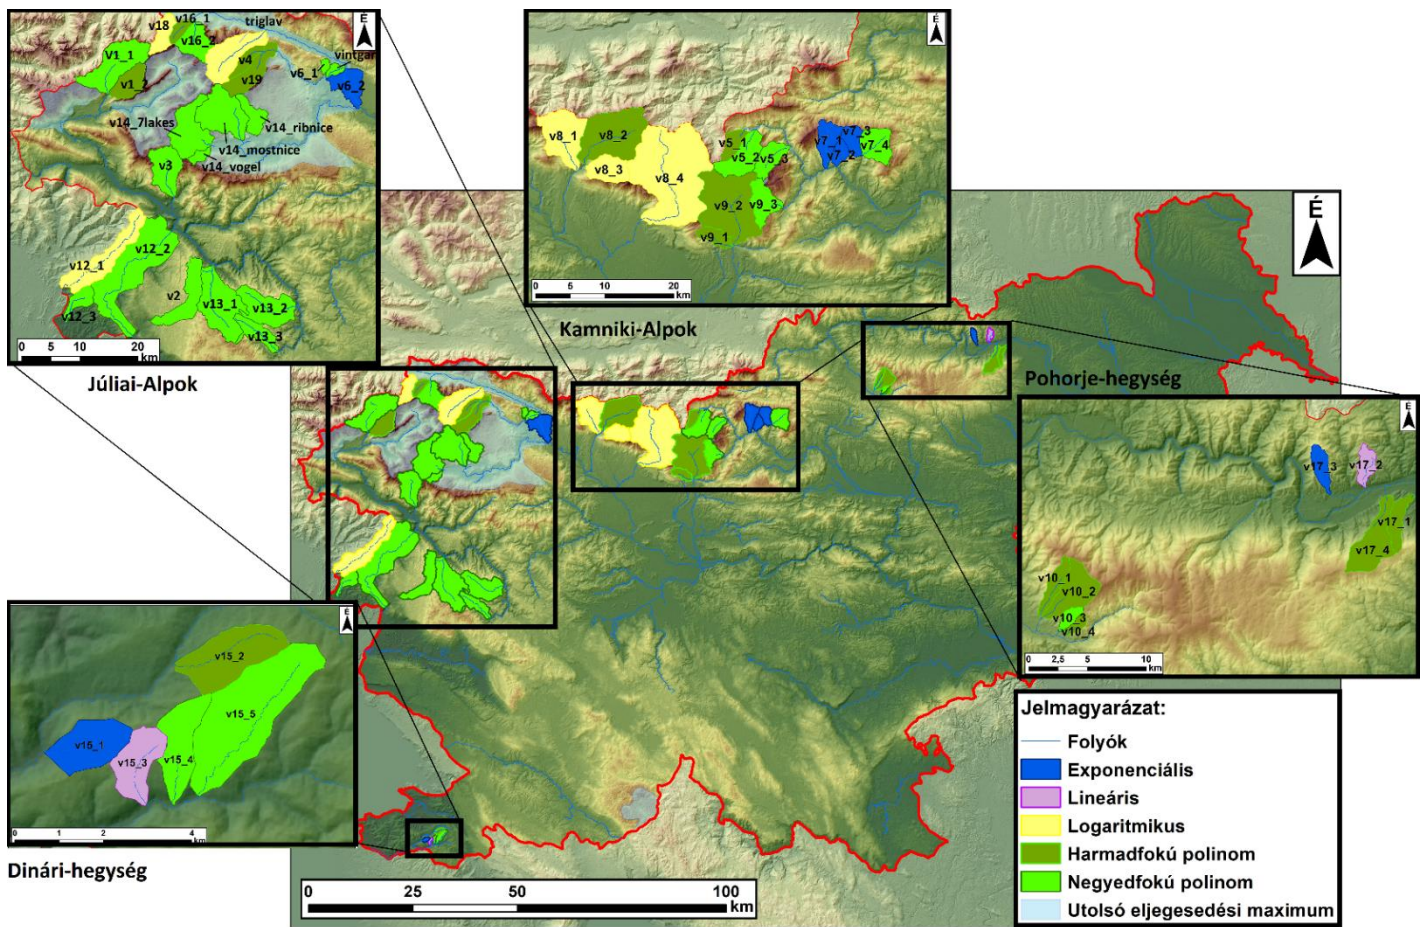 v18
v16_1
triglav
É
v16_2
V1_1
v4
vintgar
v6_1
v1_2
v19
v6_2
v14_7lakes
v14_ribnice
v14_mostnice
v3
v14_vogel
v12_2
v12_1
v2
v13_1
v13_2
v12_3
v13_3
0 5 10 20
km
Júliai-Alpok
É
v8_1
v8_2
v5_1
v5_2
v5_3
v7_3
v7_1
v7_4
v7_2
v8_3
v8_4
v9_2
v9_3
v9_1
0 5 10 20
km
Kamniki-Alpok
É
Pohorje-hegység
É
v17_3
v17_2
v17_1
v17_4
v10_1
v10_2
v10_3
v10_4
0 2,5 5 10
km
É
v15_2
v15_5
v15_1
v15_3
v15_4
0 1 2 4
km
Dinári-hegység
0 25 50 100
km
Jelmagyarázat:
Folyók
Exponenciális
Lineáris
Logaritmikus
Harmadfokú polinom
Negyedfokú polinom
Utolsó eljegesedési maximum